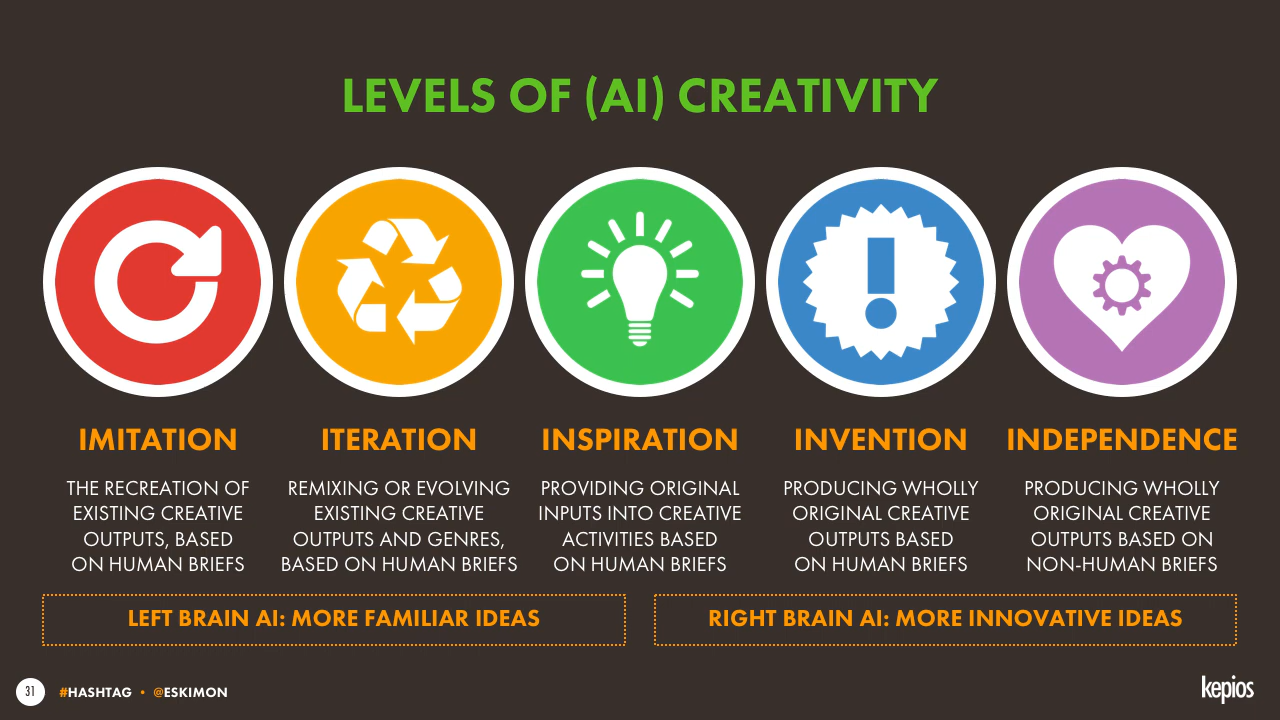 LEVELS OF (AI) CREATIVITY
IMITATION
THE RECREATION OF
EXISTING CREATIVE
OUTPUTS, BASED
ON HUMAN BRIEFS
ITERATION
REMIXING OR EVOLVING
EXISTING CREATIVE
OUTPUTS AND GENRES,
BASED ON HUMAN BRIEFS
INSPIRATION
PROVIDING ORIGINAL
INPUTS INTO CREATIVE
ACTIVITIES BASED
ON HUMAN BRIEFS
INVENTION
PRODUCING WHOLLY
ORIGINAL CREATIVE
OUTPUTS BASED
ON HUMAN BRIEFS
INDEPENDENCE
PRODUCING WHOLLY
ORIGINAL CREATIVE
OUTPUTS BASED ON
NON-HUMAN BRIEFS
LEFT BRAIN AI: MORE FAMILIAR IDEAS
RIGHT BRAIN AI: MORE INNOVATIVE IDEAS
31 #HASHTAG • @ESKIMON
kepios